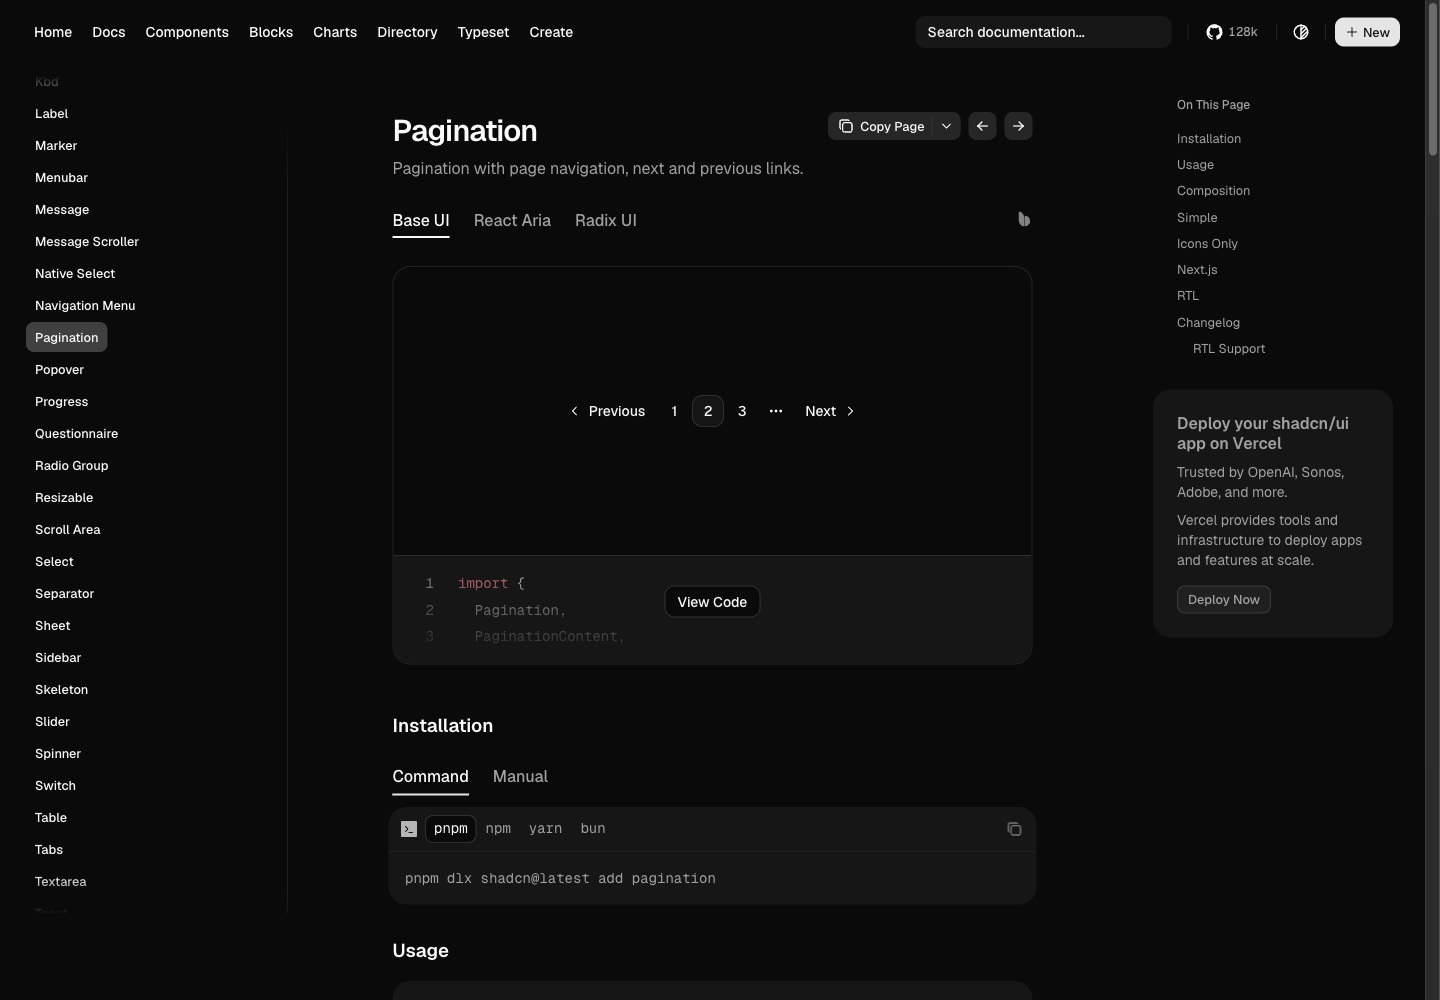 Home Docs Components Blocks Charts Directory Typeset Create
Search documentation...
128k
New
Kbd
Label
Marker
Menubar
Message
Message Scroller
Native Select
Navigation Menu
Pagination
Popover
Progress
Questionnaire
Radio Group
Resizable
Scroll Area
Select
Separator
Sheet
Sidebar
Skeleton
Slider
Spinner
Switch
Table
Tabs
Textarea
Pagination
Copy Page
Pagination with page navigation, next and previous links.
Base UI React Aria Radix UI
Previous 1 2 3 ••• Next
1 import {
2 Pagination,
3 PaginationContent,
View Code
Installation
Command Manual
pnpm npm yarn bun
pnpm dlx shadcn@latest add pagination
Usage
On This Page
Installation
Usage
Composition
Simple
Icons Only
Next.js
RTL
Changelog
RTL Support
Deploy your shadcn/ui
app on Vercel
Trusted by OpenAI, Sonos,
Adobe, and more.
Vercel provides tools and
infrastructure to deploy apps
and features at scale.
Deploy Now